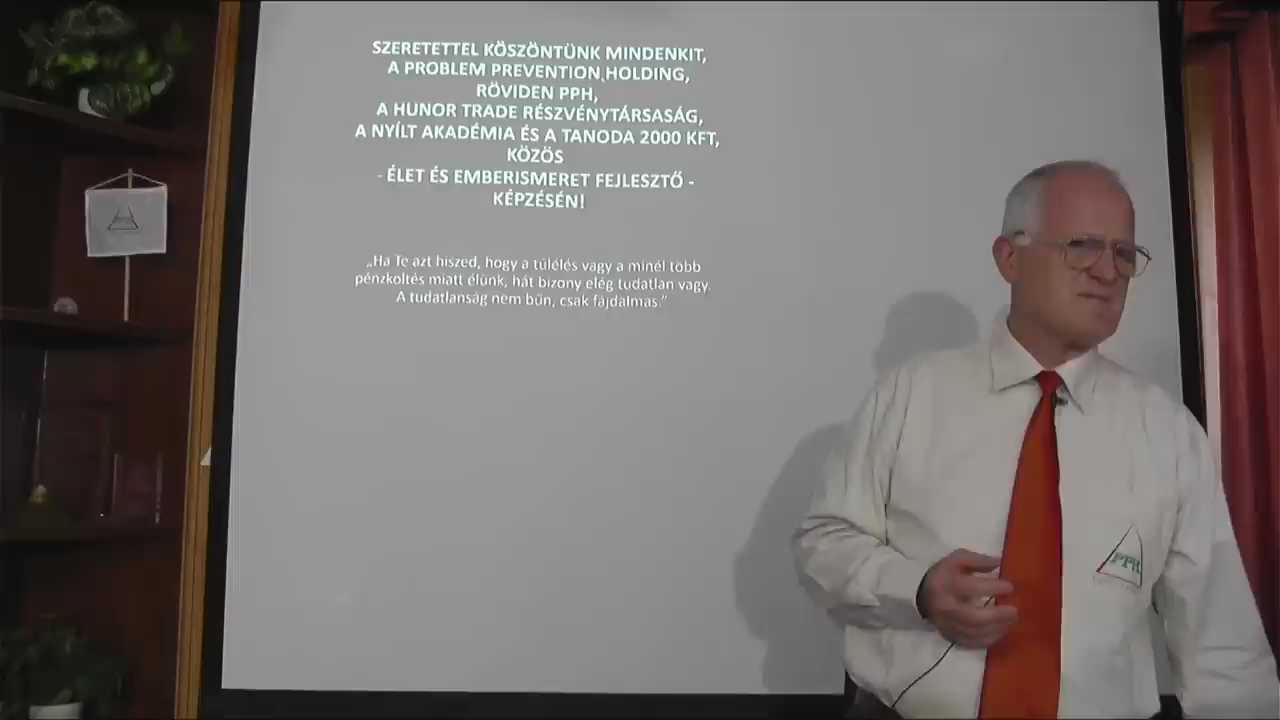 SZERETETTEL KÖSZÖNTÜNK MINDENKIT,
A PROBLEM PREVENTION HOLDING,
RÖVIDEN PPH,
A HUNOR TRADE RÉSZVÉNYTÁRSASÁG,
A NYÍLT AKADÉMIA ÉS A TANODA 2000 KFT,
KÖZÖS
- ÉLET ÉS EMBERISMERET FEJLESZTŐ -
KÉPZÉSÉN!
„Ha Te azt hiszed, hogy a túlélés vagy a minél több
pénzköltés miatt élünk, hát bizony elég tudatlan vagy.
A tudatlanság nem bűn, csak fájdalmas.”
PPH
PPH